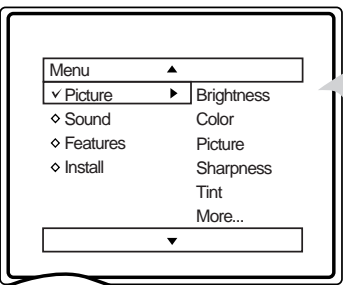 Menu
Picture Brightness
Sound Color
Features Picture
Install Sharpness
Tint
More...